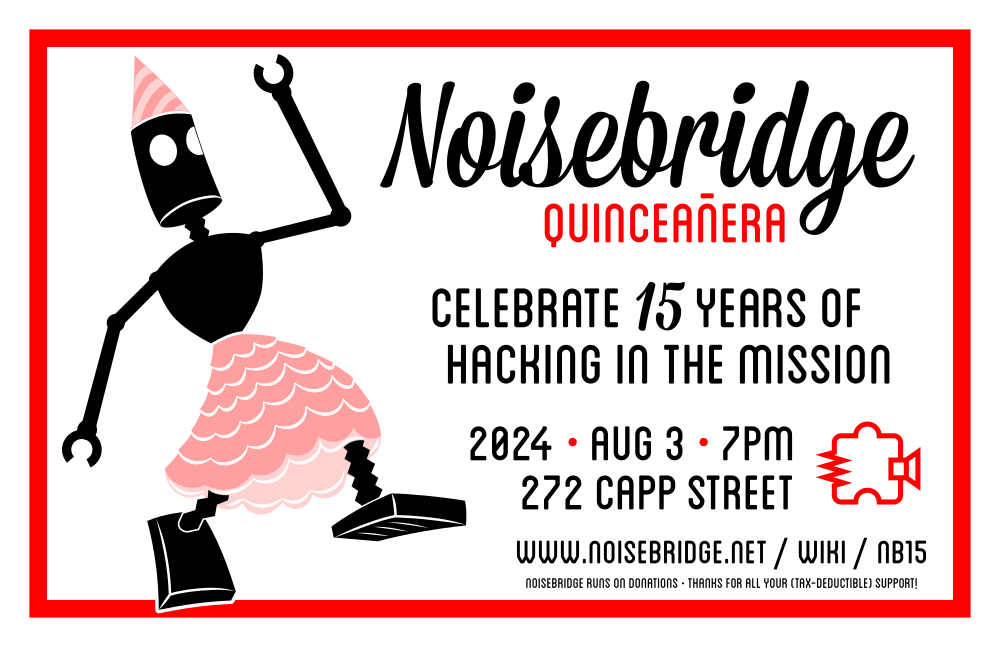 Noisebridge
QUINCEAÑERA
CELEBRATE 15 YEARS OF
HACKING IN THE MISSION
2024 • AUG 3 • 7PM
272 CAPP STREET
WWW.NOISEBRIDGE.NET / WIKI / NB15
NOISEBRIDGE RUNS ON DONATIONS · THANKS FOR ALL YOUR (TAX-DEDUCTIBLE) SUPPORT!